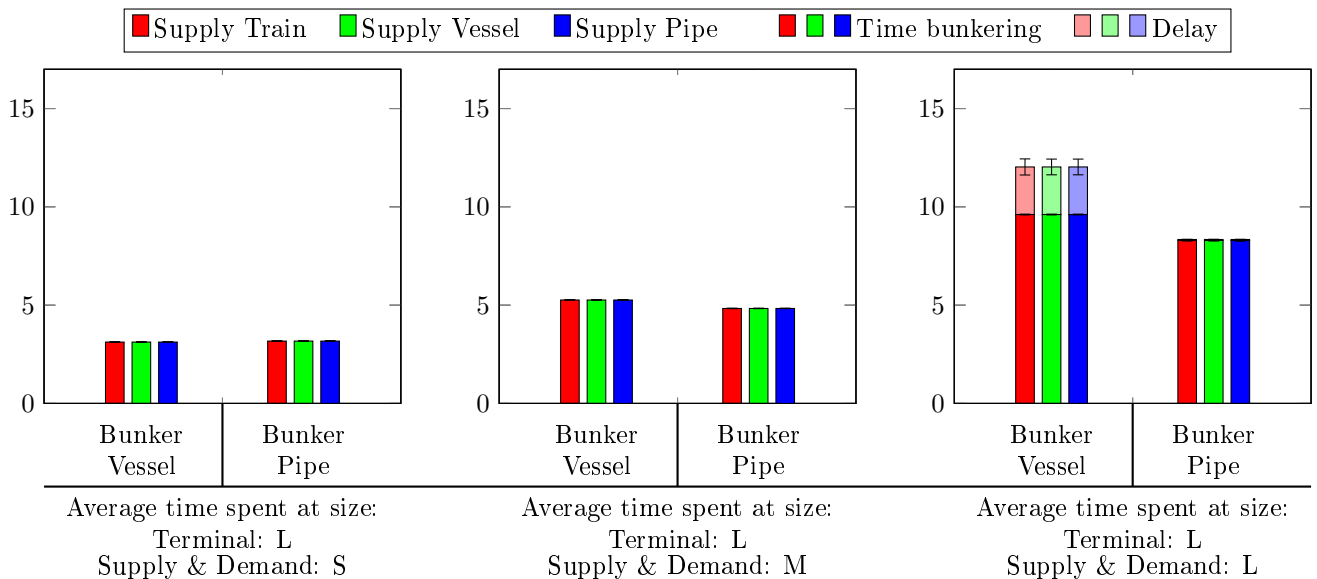 Supply Train Supply Vessel Supply Pipe Time bunkering Delay
15
10
5
0
Bunker Vessel
Bunker Pipe
Average time spent at size:
Terminal: L
Supply & Demand: S
15
10
5
0
Bunker Vessel
Bunker Pipe
Average time spent at size:
Terminal: L
Supply & Demand: M
15
10
5
0
Bunker Vessel
Bunker Pipe
Average time spent at size:
Terminal: L
Supply & Demand: L